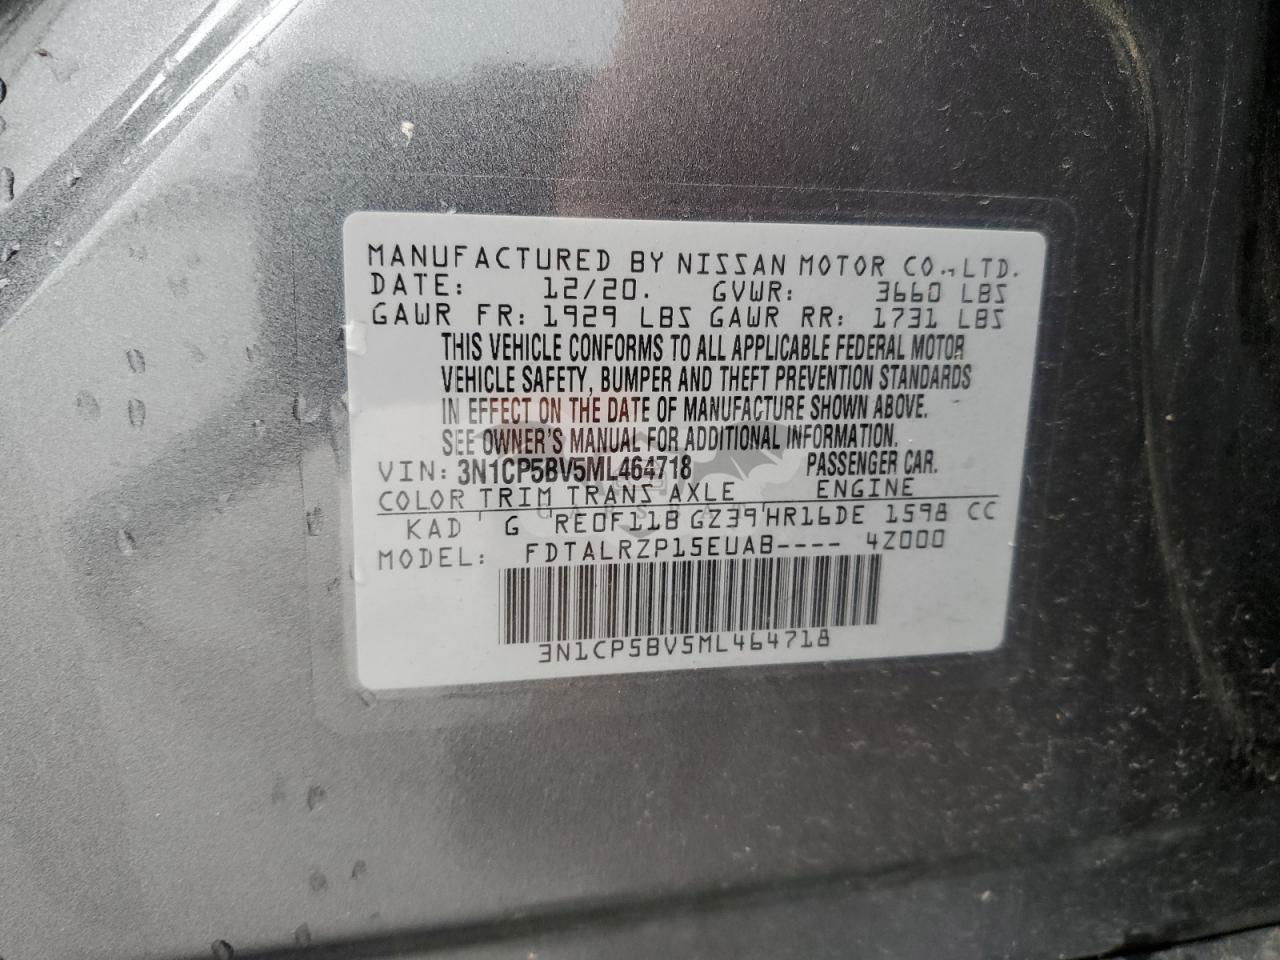 MANUFACTURED BY NISSAN MOTOR CO., LTD.
DATE: 12/20. GVWR: 3660 LBS
GAWR FR: 1929 LBS GAWR RR: 1731 LBS
THIS VEHICLE CONFORMS TO ALL APPLICABLE FEDERAL MOTOR
VEHICLE SAFETY, BUMPER AND THEFT PREVENTION STANDARDS
IN EFFECT ON THE DATE OF MANUFACTURE SHOWN ABOVE.
SEE OWNER'S MANUAL FOR ADDITIONAL INFORMATION.
VIN: 3N1CP5BV5ML464718 PASSENGER CAR.
COLOR TRIM TRANS AXLE ENGINE
KAD G RE0F11B GZ39 HR16DE 1598 CC
MODEL: FDTALRZP15EUAB---- 4Z000
3N1CP5BV5ML464718